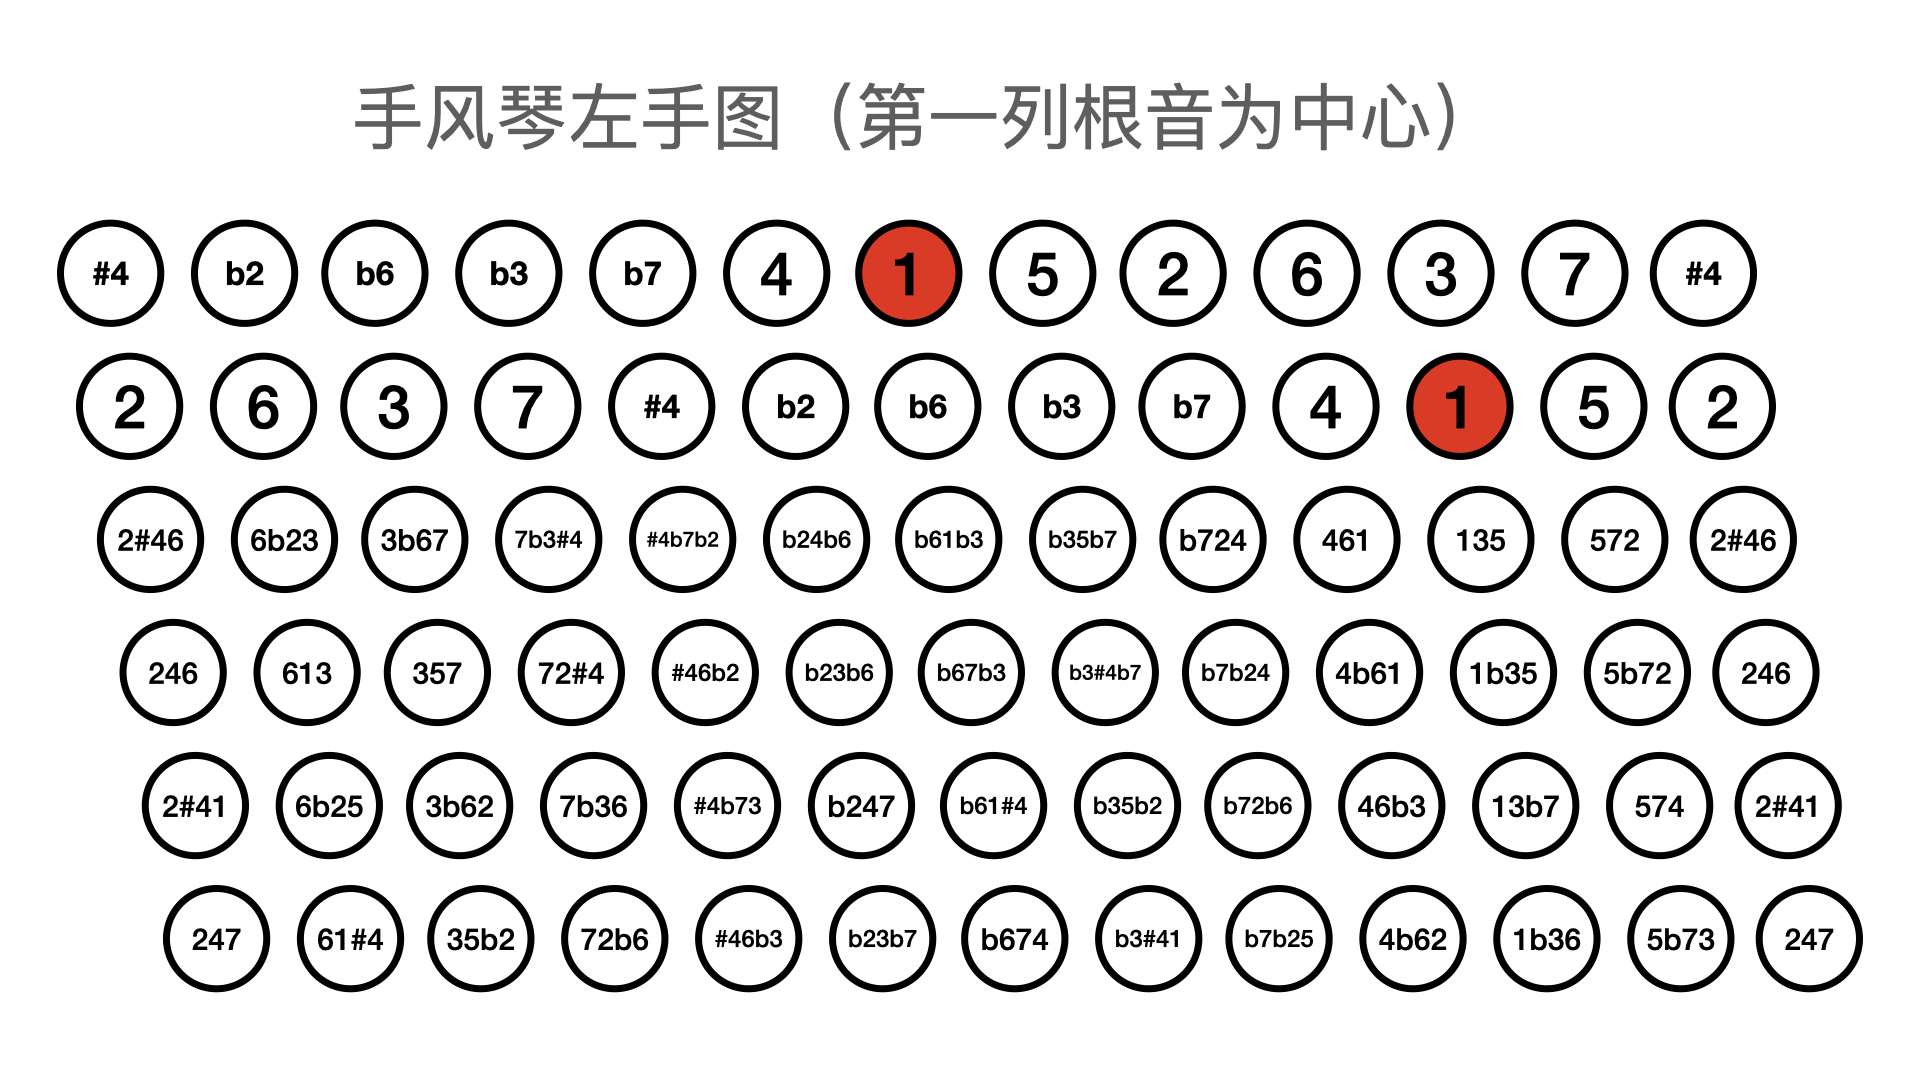 手风琴左手图（第一列根音为中心）
#4 b2 b6 b3 b7 4 1 5 2 6 3 7 #4
2 6 3 7 #4 b2 b6 b3 b7 4 1 5 2
2#46 6b23 3b67 7b3#4 #4b7b2 b24b6 b61b3 b35b7 b724 461 135 572 2#46
246 613 357 72#4 #46b2 b23b6 b67b3 b3#4b7 b7b24 4b61 1b35 5b72 246
2#41 6b25 3b62 7b36 #4b73 b247 b61#4 b35b2 b72b6 46b3 13b7 574 2#41
247 61#4 35b2 72b6 #46b3 b23b7 b674 b3#41 b7b25 4b62 1b36 5b73 247